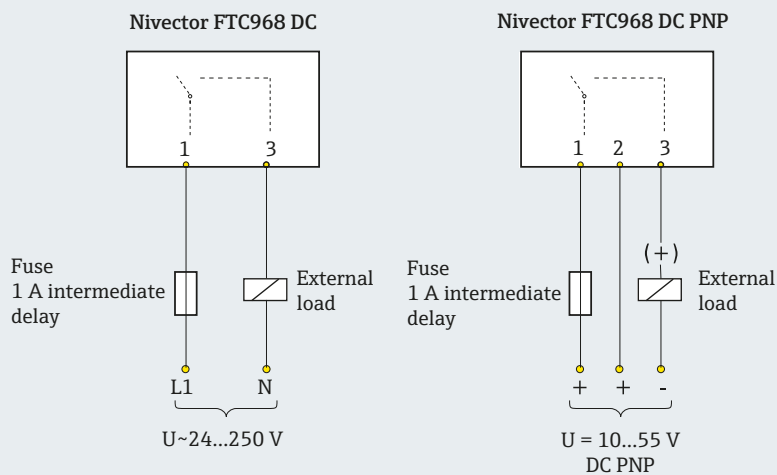 Nivector FTC968 DC
1
3
Fuse
1 A intermediate
delay
External
load
L1
N
U~24...250 V
Nivector FTC968 DC PNP
1
2
3
(+)
Fuse
1 A intermediate
delay
External
load
+
+
-
U = 10...55 V
DC PNP